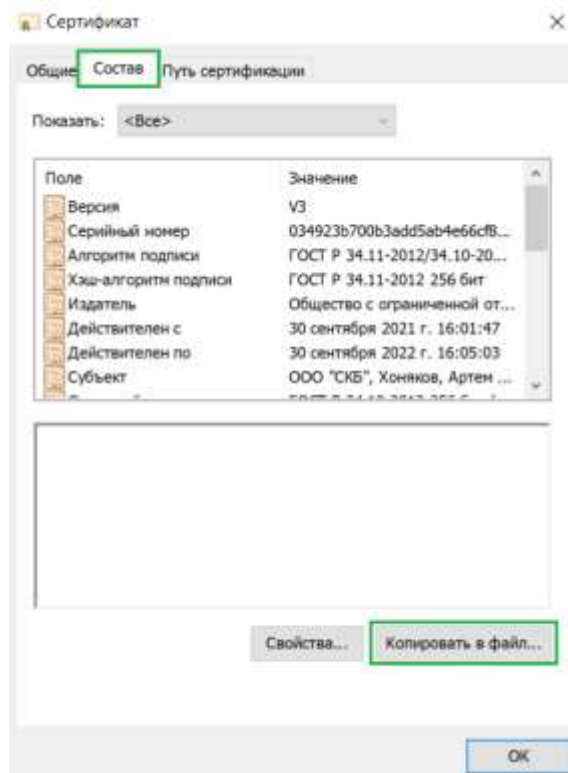 Сертификат
Общие Состав Путь сертификации
Показать: <Все>
Поле Значение
Версия V3
Серийный номер 034923b700b3add5ab4e66cf8...
Алгоритм подписи ГОСТ Р 34.11-2012/34.10-20...
Хэш-алгоритм подписи ГОСТ Р 34.11-2012 256 бит
Издатель Общество с ограниченной от...
Действителен с 30 сентября 2021 г. 16:01:47
Действителен по 30 сентября 2022 г. 16:05:03
Субъект ООО "СКБ", Хоняков, Артем ...
Свойства... Копировать в файл...
ОК